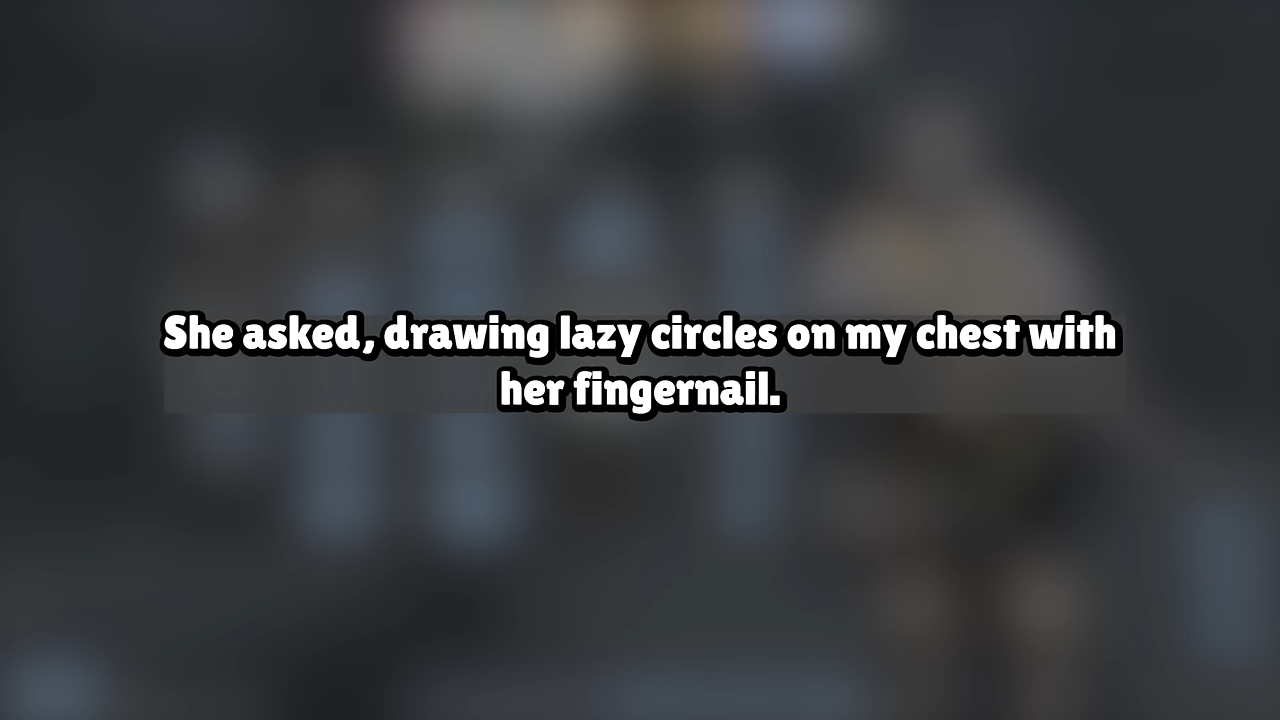 She asked, drawing lazy circles on my chest with
her fingernail.